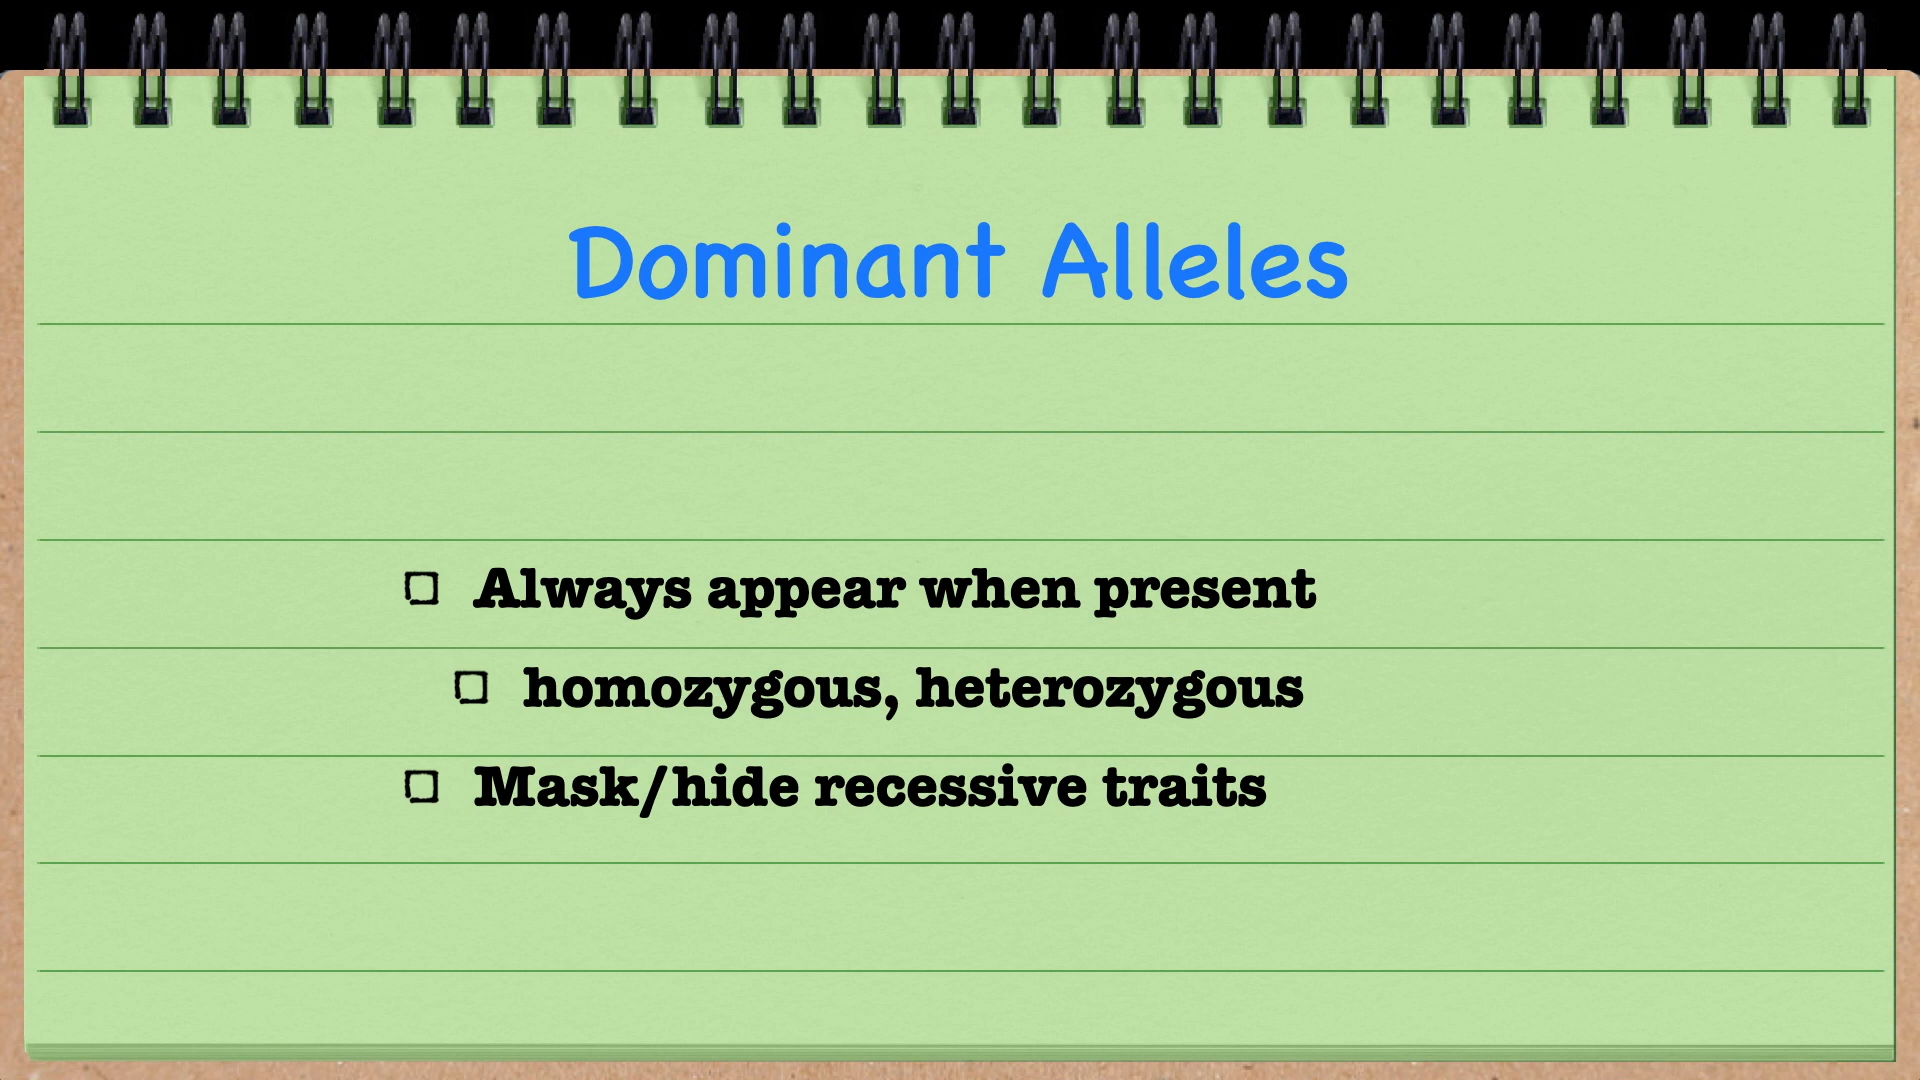 Dominant Alleles
Always appear when present
homozygous, heterozygous
Mask/hide recessive traits